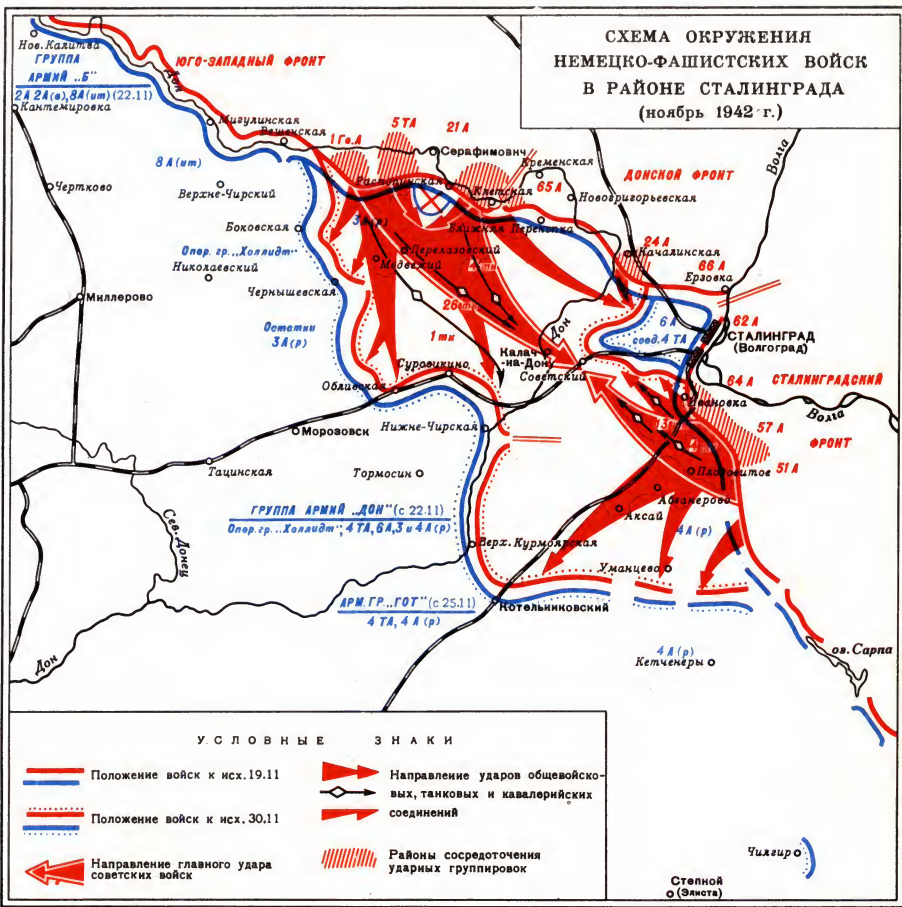 СХЕМА ОКРУЖЕНИЯ
НЕМЕЦКО-ФАШИСТСКИХ ВОЙСК
В РАЙОНЕ СТАЛИНГРАДА
(ноябрь 1942 г.)
Нов. Калитва
ГРУППА
АРМИЙ „Б"
2А 2А(в), 8А(ит) (22.11)
Кантемировка
ЮГО-ЗАПАДНЫЙ ФРОНТ
Дон
Мигулинская
Вешенская
1 Гв.А
5 ТА
21 А
Серафимович
Кременская
65 А
ДОНСКОЙ ФРОНТ
Волга
8А(ит)
Чертково
Верхне-Чирский
Распопинская
Клетская
Новогригорьевская
Боковская
3А(р)
Ближняя Перекопка
24 А
Качалинская
Опер. гр. „Холлидт"
Николаевский
Перелазовский
Медвежий
66 А
Ерзовка
Миллерово
Чернышевская
26 тк
Дон
6 А
соед. 4 ТА
62 А
СТАЛИНГРАД
(Волгоград)
Остатки
3А(р)
1 тк
Калач-
на-Дону
Советский
Суровикино
Обливская
64 А
СТАЛИНГРАДСКИЙ
Ивановка
Волга
Морозовск
Нижне-Чирская
57 А
ФРОНТ
Тацинская
Тормосин
51 А
Плодовитое
Абганерово
Аксай
ГРУППА АРМИЙ „ДОН" (с 22.11)
Опер. гр. „Холлидт", 4 ТА, 6А, 3 и 4А(р)
4А(р)
Сев. Донец
Верх. Курмоярская
Уманцево
АРМ. ГР. „ГОТ" (с 25.11)
4 ТА, 4 А (р)
Котельниковский
Дон
4 А (р)
Кетченеры
оз. Сарпа
УСЛОВНЫЕ ЗНАКИ
Положение войск к исх. 19.11
Положение войск к исх. 30.11
Направление главного удара
советских войск
Направление ударов общевойско-
вых, танковых и кавалерийских
соединений
Районы сосредоточения
ударных группировок
Чилгир
Степной
(Элиста)